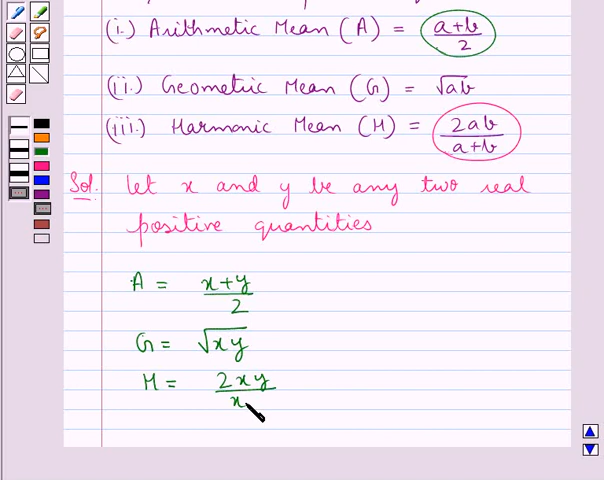 (i.) Arithmetic Mean (A) = a+b/2
(ii.) Geometric Mean (G) = √ab
(iii.) Harmonic Mean (H) = 2ab/a+b
Sol. let x and y be any two real
positive quantities
A = x+y/2
G = √xy
H = 2xy/x